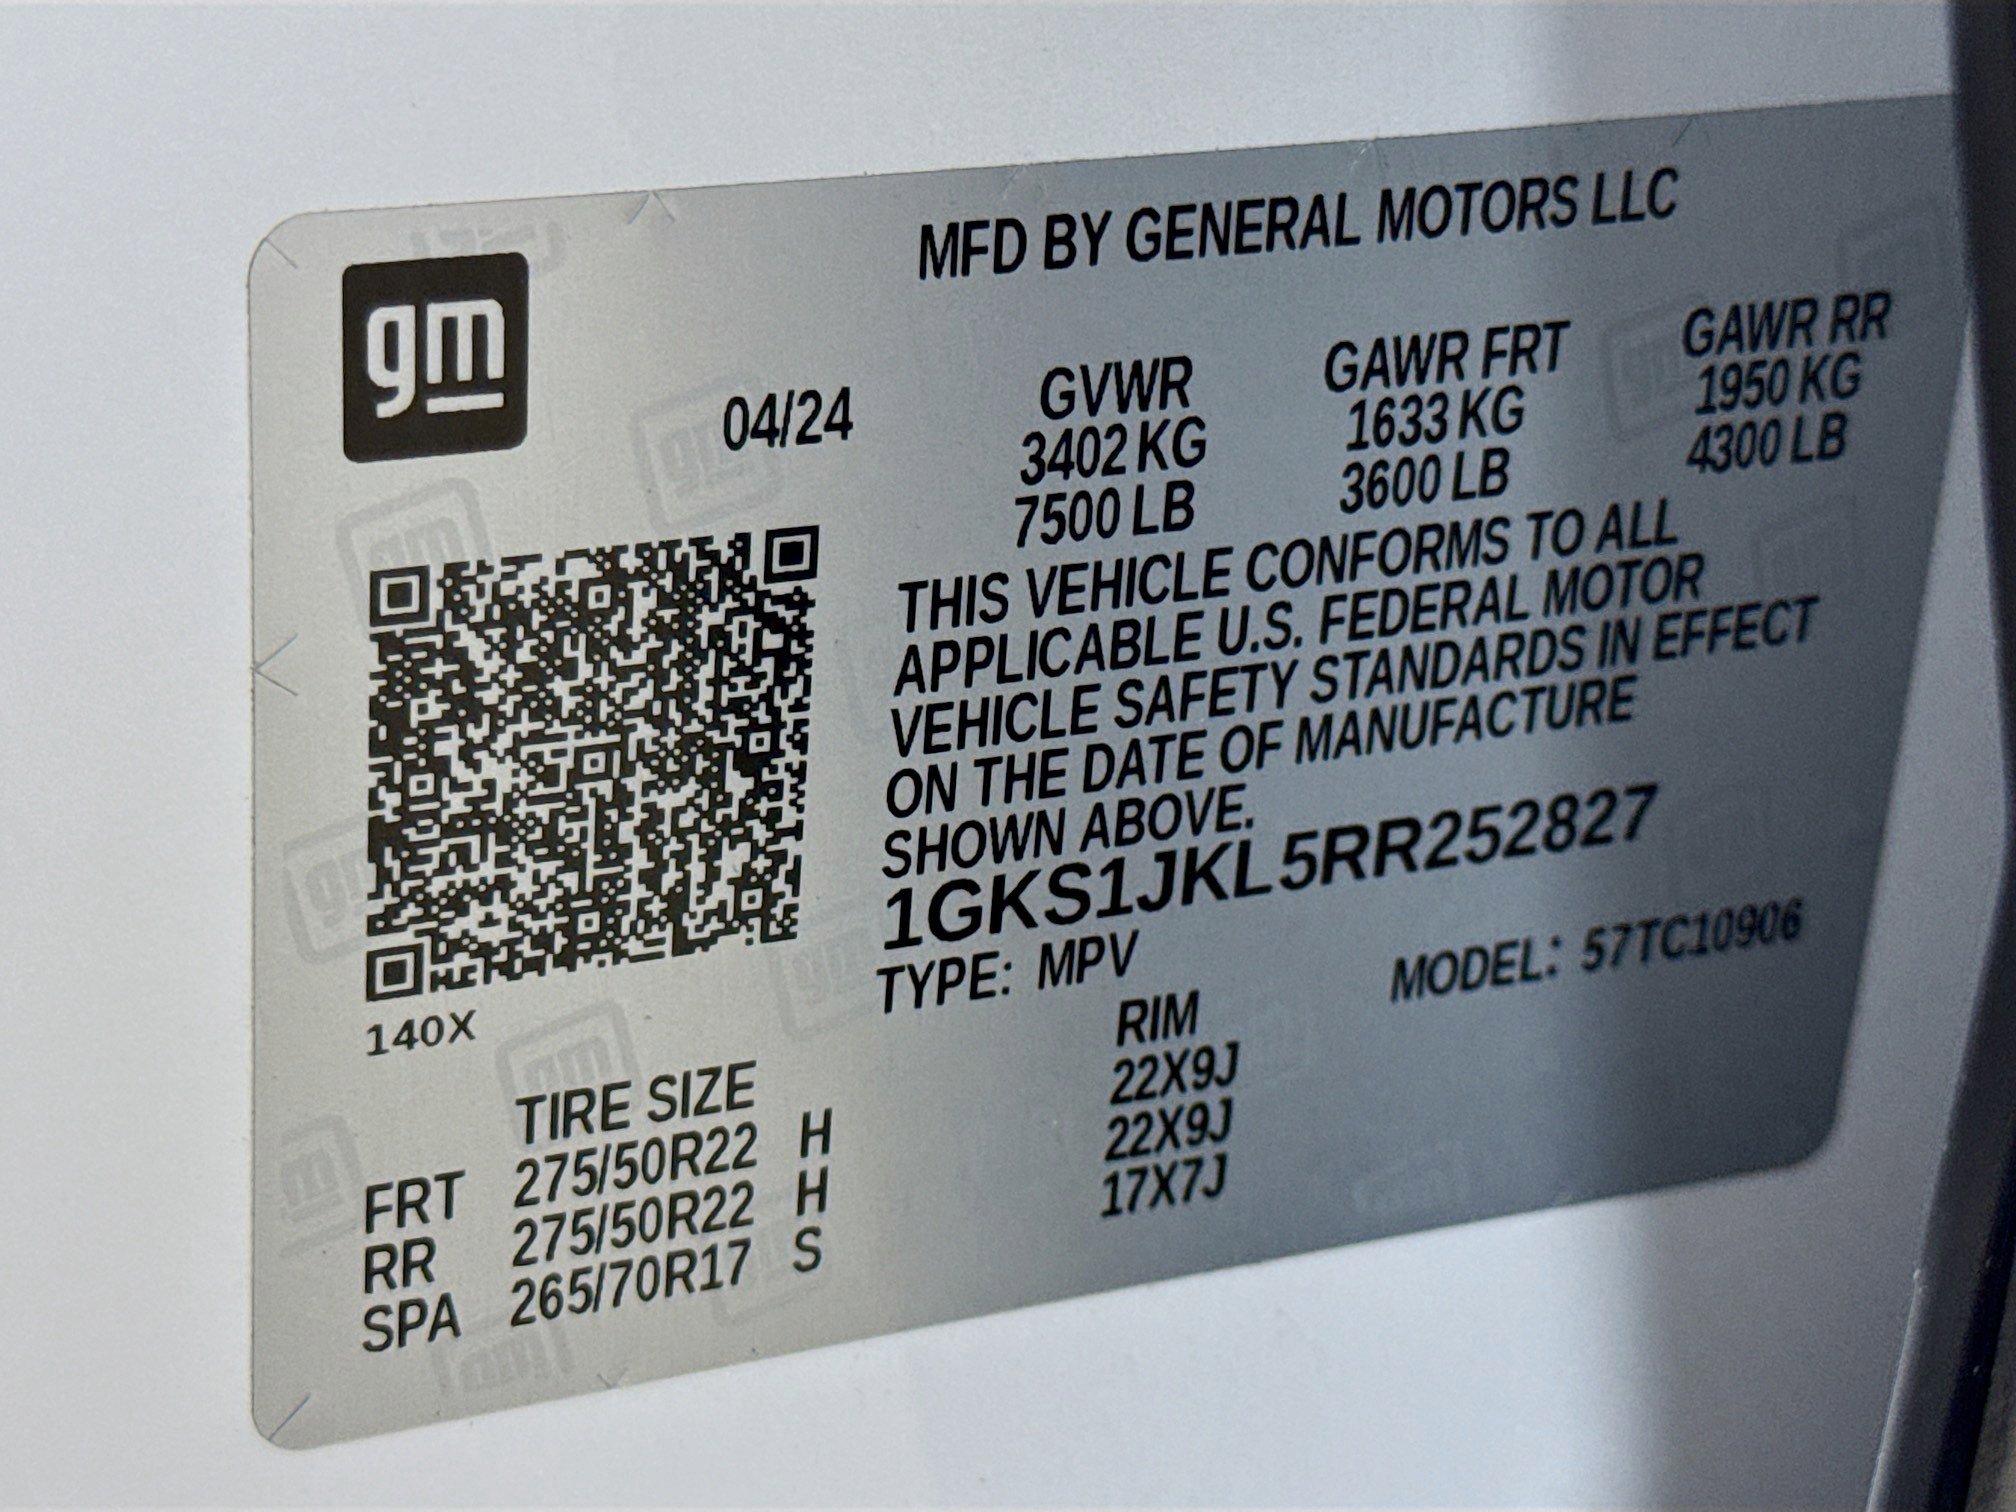 gm
MFD BY GENERAL MOTORS LLC
04/24
GVWR GAWR FRT GAWR RR
3402 KG 1633 KG 1950 KG
7500 LB 3600 LB 4300 LB
THIS VEHICLE CONFORMS TO ALL
APPLICABLE U.S. FEDERAL MOTOR
VEHICLE SAFETY STANDARDS IN EFFECT
ON THE DATE OF MANUFACTURE
SHOWN ABOVE.
1GKS1JKL5RR252827
TYPE: MPV MODEL: 57TC10906
140X
TIRE SIZE RIM
FRT 275/50R22 H 22X9J
RR 275/50R22 H 22X9J
SPA 265/70R17 S 17X7J